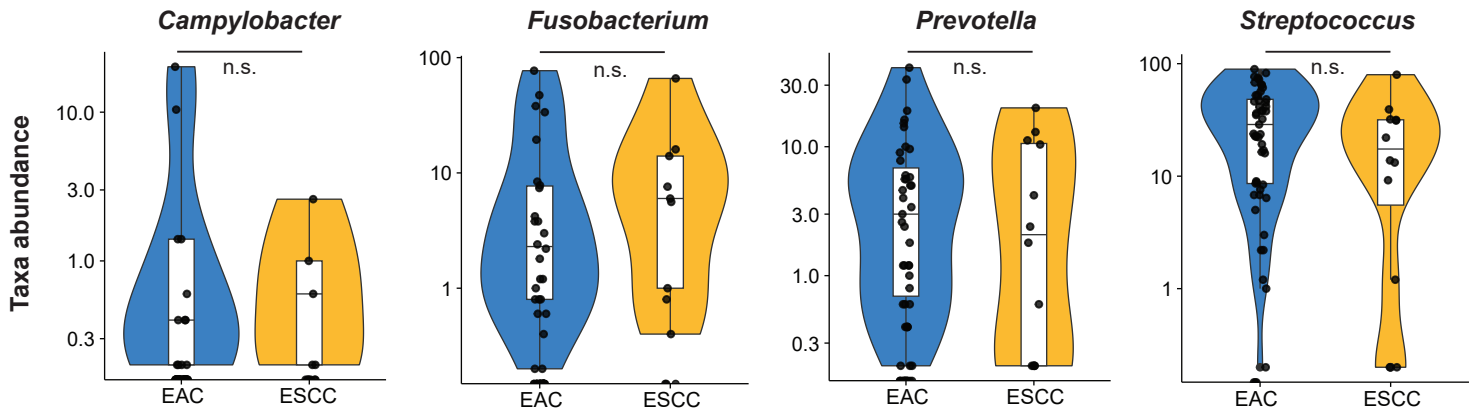 Campylobacter
Fusobacterium
Prevotella
Streptococcus
Taxa abundance
n.s.
10.0
3.0
1.0
0.3
EAC
ESCC
n.s.
100
10
1
EAC
ESCC
n.s.
30.0
10.0
3.0
1.0
0.3
EAC
ESCC
n.s.
100
10
1
EAC
ESCC